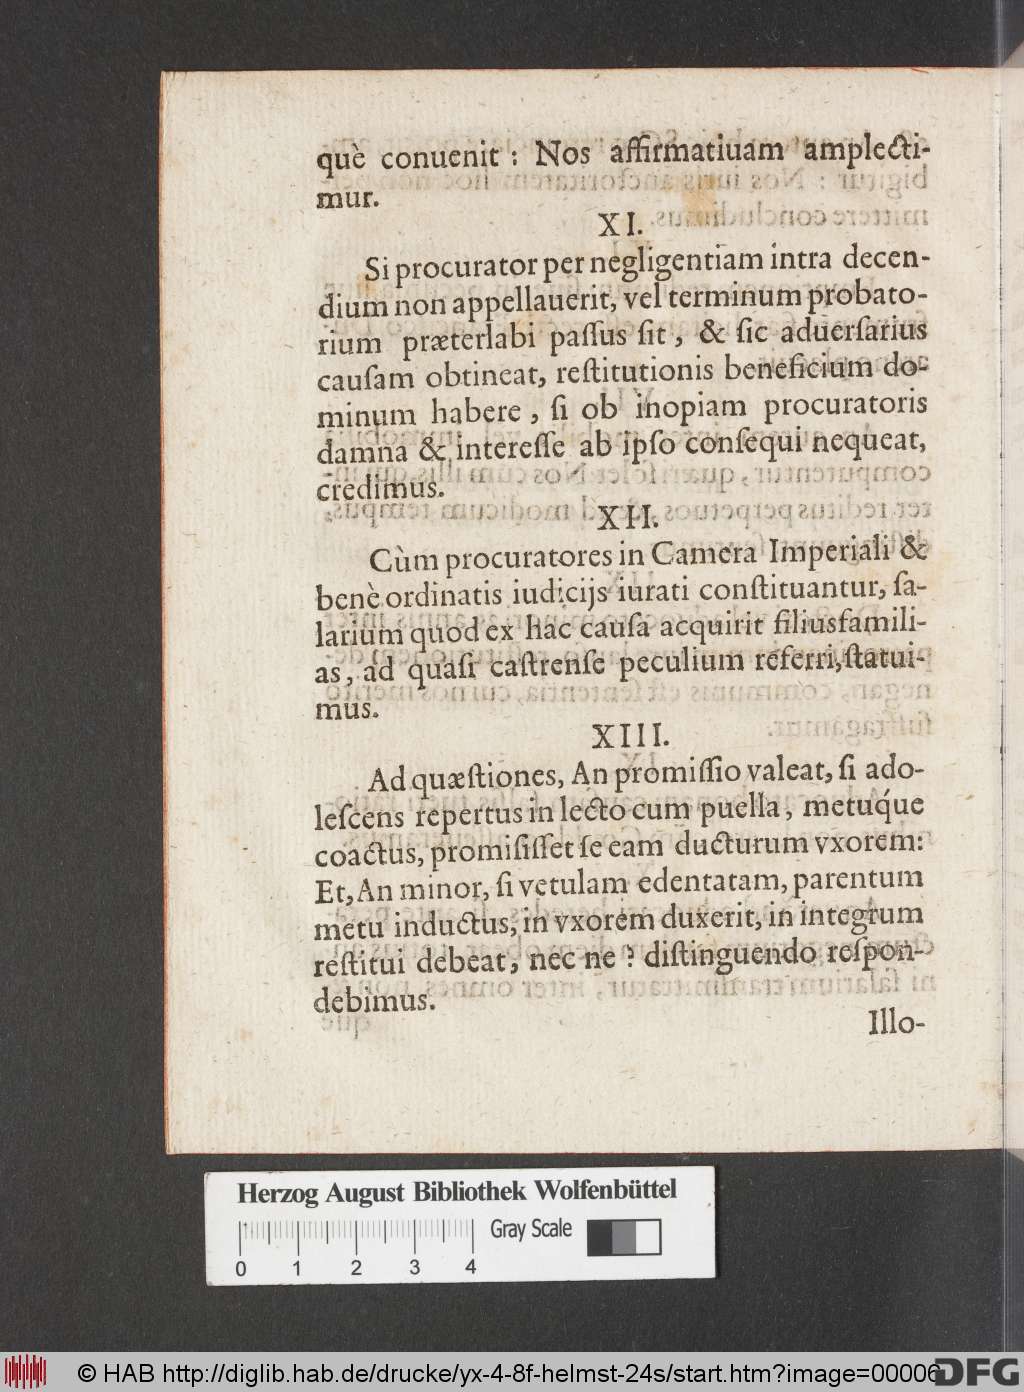 què conuenit : Nos affirmatiuam amplecti-
mur.
XI.
Si procurator per negligentiam intra decen-
dium non appellauerit, vel terminum probato-
rium præterlabi paſſus ſit, & ſic aduerſarius
cauſam obtineat, reſtitutionis beneficium do-
minum habere, ſi ob inopiam procuratoris
damna & intereſſe ab ipſo conſequi nequeat,
credimus.
XII.
Cùm procuratores in Camera Imperiali &
benè ordinatis iudicijs iurati conſtituantur, ſa-
larium quod ex hac cauſa acquirit filiusfamili-
as, ad quaſi caſtrenſe peculium referri, ſtatui-
mus.
XIII.
Ad quæſtiones, An promiſſio valeat, ſi ado-
leſcens repertus in lecto cum puella, metuq́ue
coactus, promiſiſſet ſe eam ducturum vxorem:
Et, An minor, ſi vetulam edentatam, parentum
metu inductus, in vxorem duxerit, in integrum
reſtitui debeat, nec ne ? diſtinguendo reſpon-
debimus.
Illo-
Herzog August Bibliothek Wolfenbüttel
Gray Scale
0 1 2 3 4
© HAB http://diglib.hab.de/drucke/yx-4-8f-helmst-24s/start.htm?image=00006
DFG